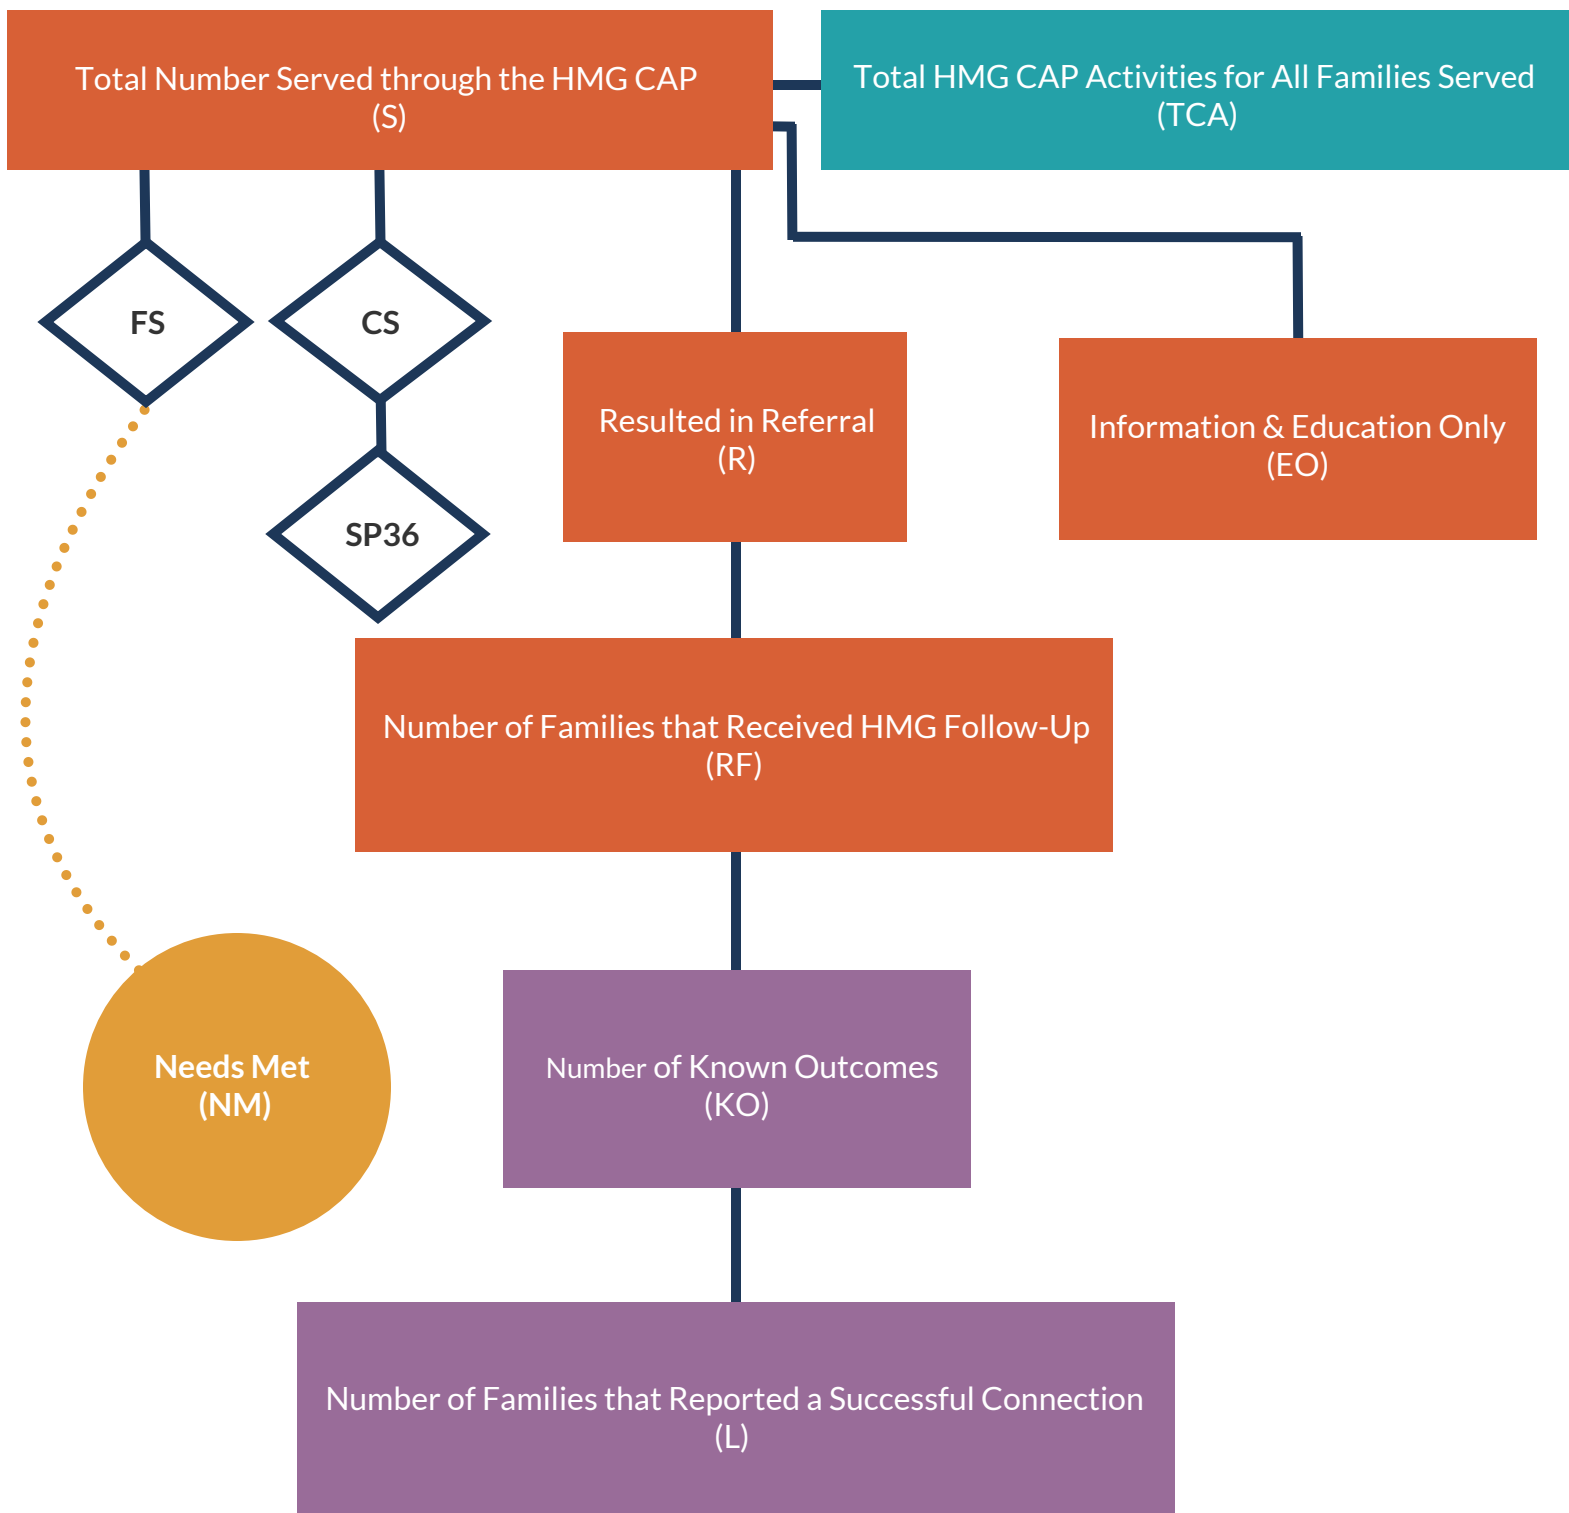 Total Number Served through the HMG CAP
(S)
Total HMG CAP Activities for All Families Served
(TCA)
FS
CS
Resulted in Referral
(R)
Information & Education Only
(EO)
SP36
Number of Families that Received HMG Follow-Up
(RF)
Needs Met
(NM)
Number of Known Outcomes
(KO)
Number of Families that Reported a Successful Connection
(L)